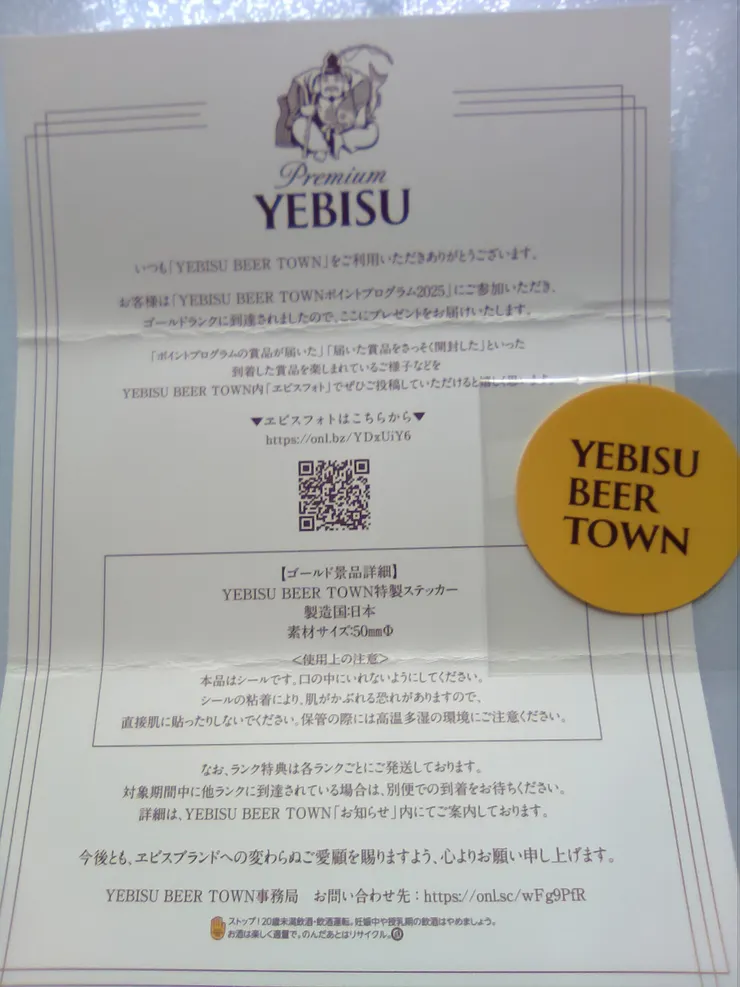 Premium
YEBISU
いつも「YEBISU BEER TOWN」をご利用いただきありがとうございます。
お客様は「YEBISU BEER TOWNポイントプログラム2025」にご参加いただき、
ゴールドランクに到達されましたので、ここにプレゼントをお届けいたします。
「ポイントプログラムの賞品が届いた」「届いた賞品をさっそく開封した」といった
到着した賞品を楽しまれているご様子などを
YEBISU BEER TOWN内「ヱビスフォト」でぜひご投稿していただけると嬉しく思います。
▼ヱビスフォトはこちらから▼
https://onl.bz/YDxUiY6
YEBISU
BEER
TOWN
【ゴールド景品詳細】
YEBISU BEER TOWN特製ステッカー
製造国:日本
素材サイズ:50mmΦ
<使用上の注意>
本品はシールです。口の中にいれないようにしてください。
シールの粘着により、肌がかぶれる恐れがありますので、
直接肌に貼ったりしないでください。保管の際には高温多湿の環境にご注意ください。
なお、ランク特典は各ランクごとにご発送しております。
対象期間中に他ランクに到達されている場合は、別便での到着をお待ちください。
詳細は、YEBISU BEER TOWN「お知らせ」内にてご案内しております。
今後とも、ヱビスブランドへの変わらぬご愛顧を賜りますよう、心よりお願い申し上げます。
YEBISU BEER TOWN事務局 お問い合わせ先：https://onl.sc/wFg9PfR
ストップ！20歳未満飲酒・飲酒運転。妊娠中や授乳期の飲酒はやめましょう。
お酒は楽しく適量で。のんだあとはリサイクル。